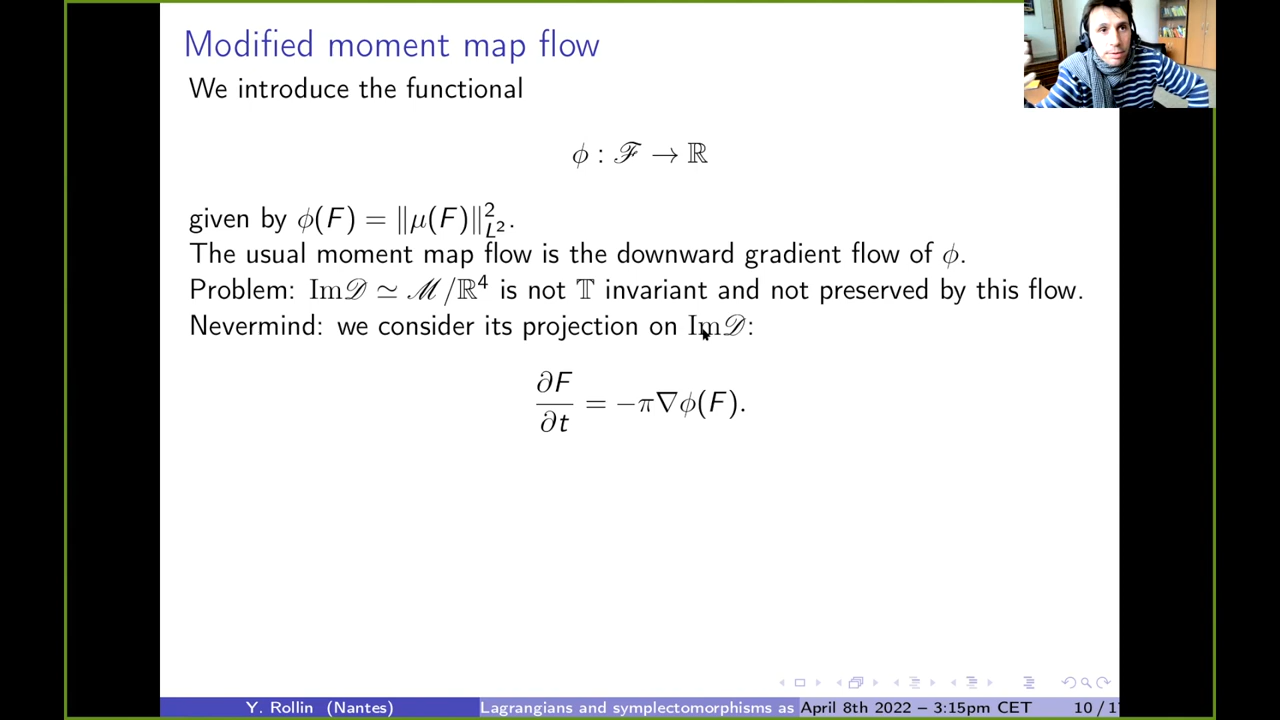 Modified moment map flow
We introduce the functional
ϕ : ℱ → ℝ
given by ϕ(F) = ‖μ(F)‖²_{L²}.
The usual moment map flow is the downward gradient flow of ϕ.
Problem: Im𝒟 ≃ ℳ/ℝ⁴ is not 𝕋 invariant and not preserved by this flow.
Nevermind: we consider its projection on Im𝒟:
∂F/∂t = −π∇ϕ(F).
Y. Rollin (Nantes) Lagrangians and symplectomorphisms as April 8th 2022 – 3:15pm CET 10 / 1